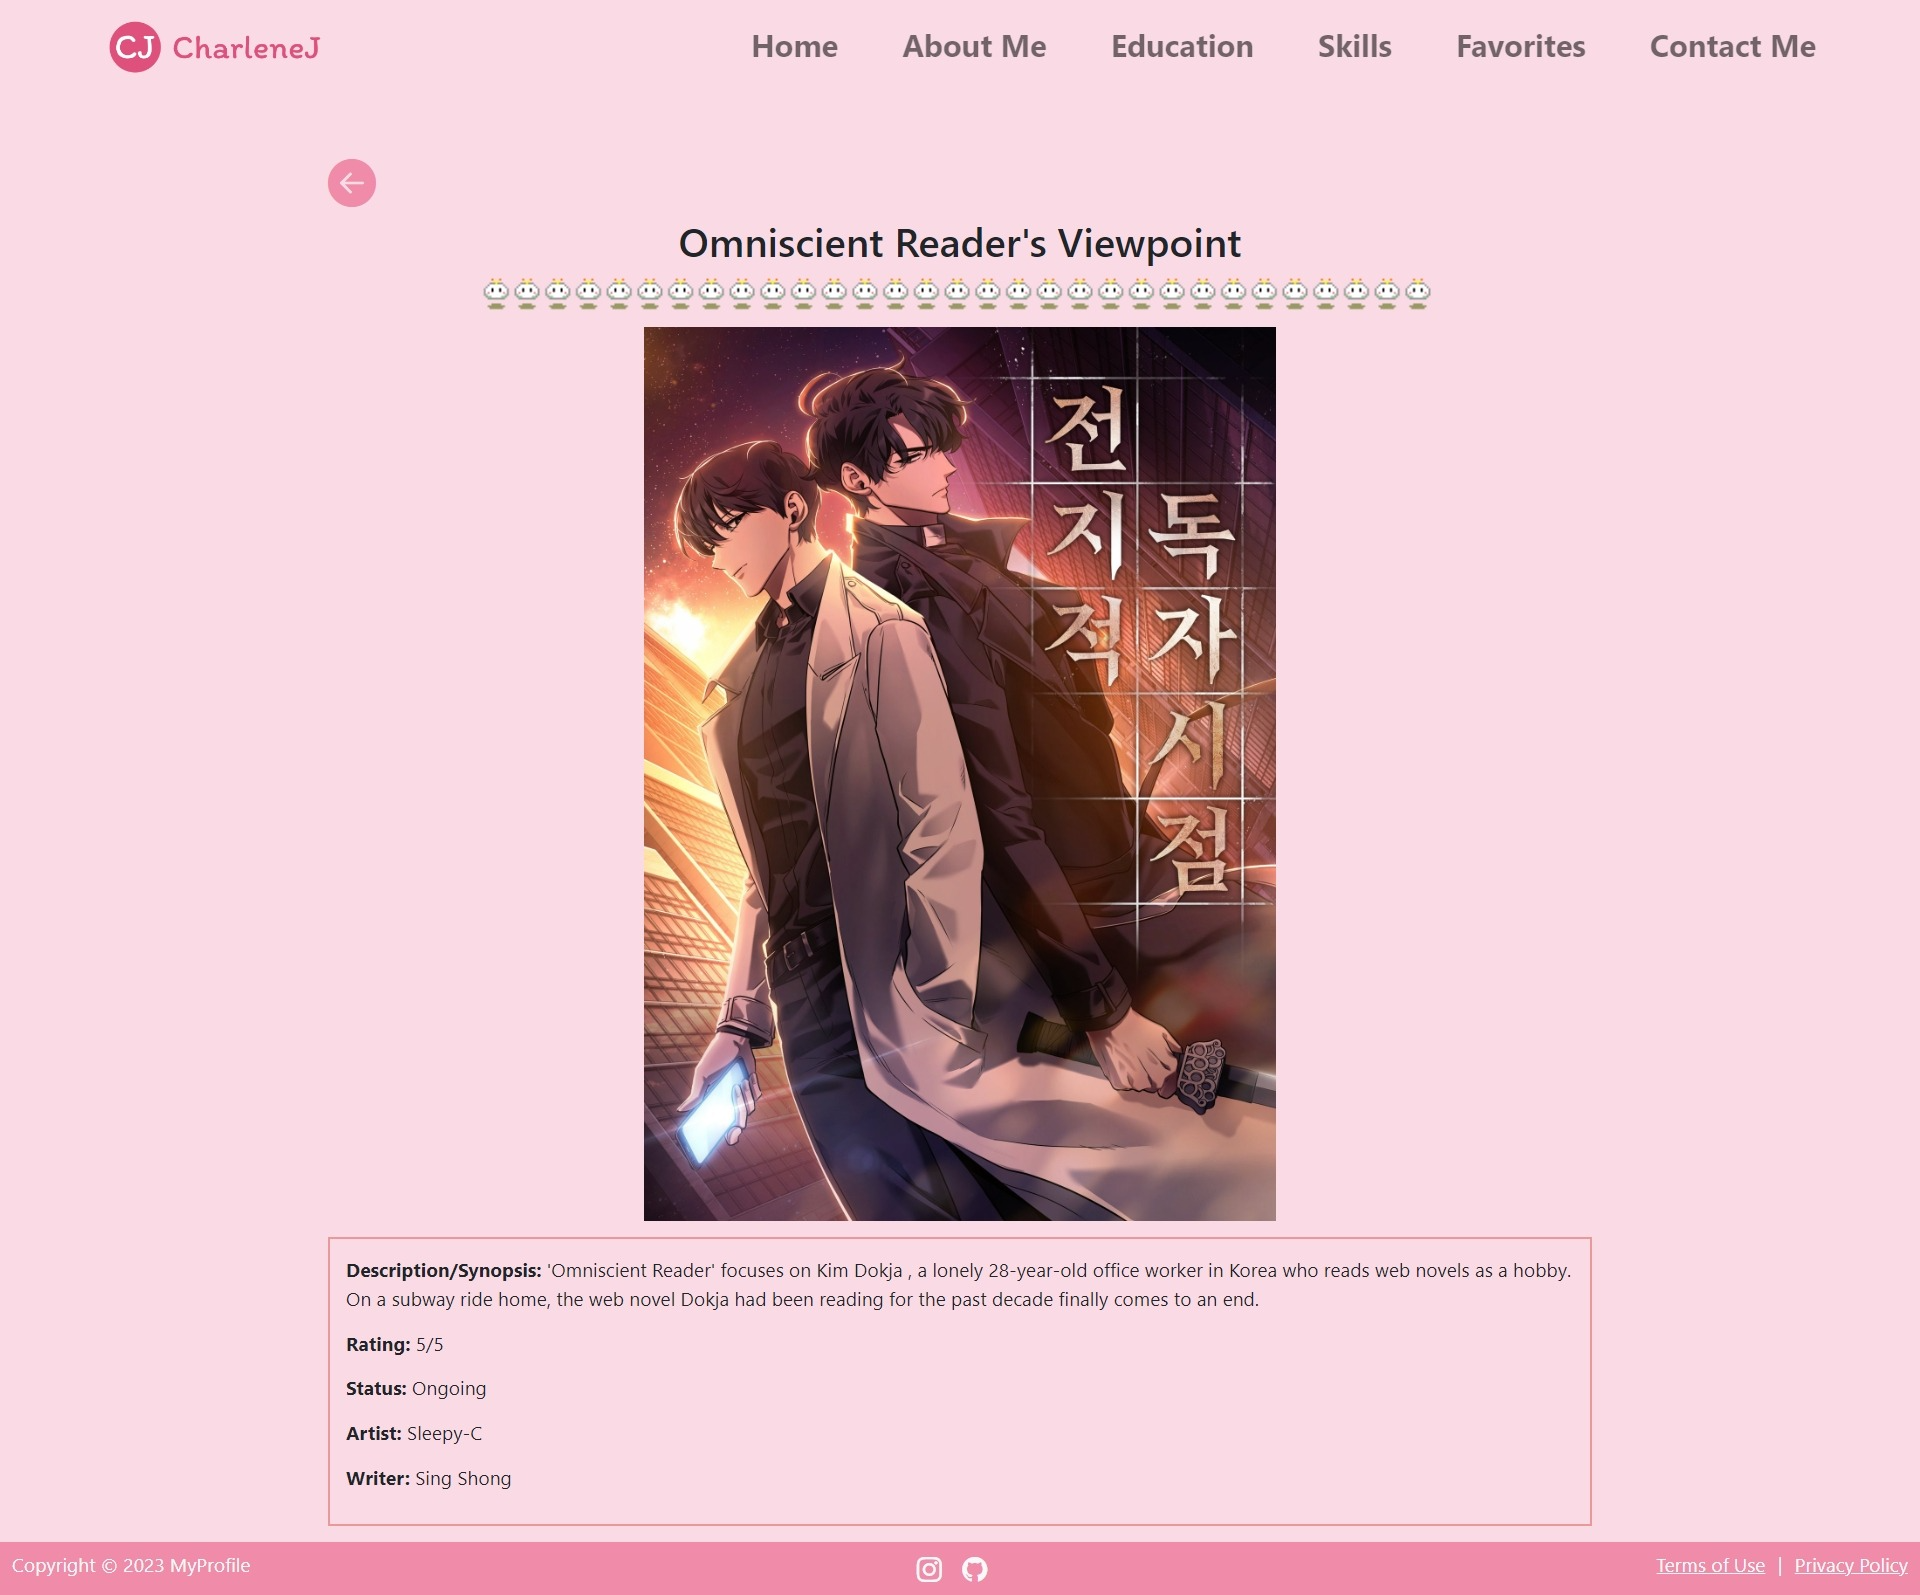 CJ CharleneJ
Home About Me Education Skills Favorites Contact Me
Omniscient Reader's Viewpoint
전지적
독자시점
Description/Synopsis: 'Omniscient Reader' focuses on Kim Dokja , a lonely 28-year-old office worker in Korea who reads web novels as a hobby.
On a subway ride home, the web novel Dokja had been reading for the past decade finally comes to an end.
Rating: 5/5
Status: Ongoing
Artist: Sleepy-C
Writer: Sing Shong
Copyright © 2023 MyProfile
Terms of Use | Privacy Policy